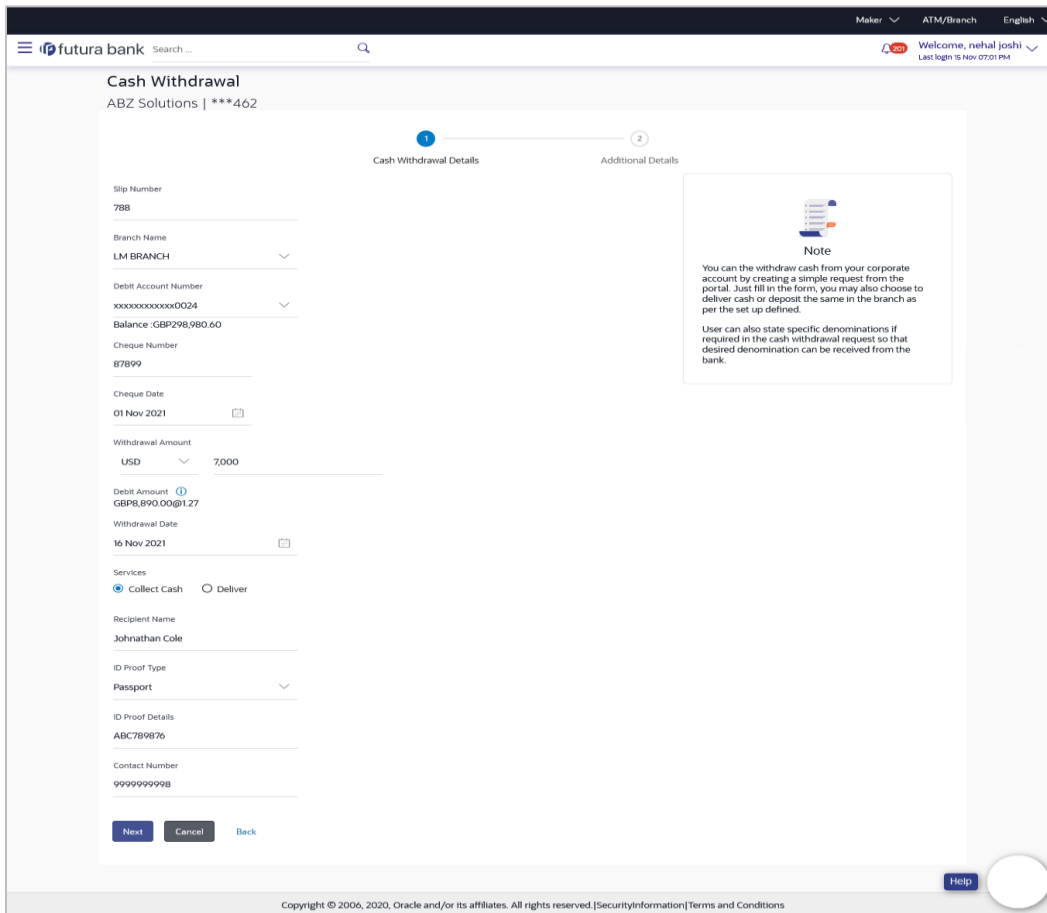 Maker ATM/Branch English
futura bank Search ... 201 Welcome, nehal joshi
Last login 15 Nov 07:01 PM
Cash Withdrawal
ABZ Solutions | ***462
1 2
Cash Withdrawal Details Additional Details
Slip Number
788
Branch Name
LM BRANCH
Debit Account Number
xxxxxxxxxxxx0024
Balance :GBP298,980.60
Cheque Number
87899
Cheque Date
01 Nov 2021
Withdrawal Amount
USD 7,000
Debit Amount
GBP8,890.00@1.27
Withdrawal Date
16 Nov 2021
Services
Collect Cash Deliver
Recipient Name
Johnathan Cole
ID Proof Type
Passport
ID Proof Details
ABC789876
Contact Number
9999999998
Next Cancel Back
Note
You can the withdraw cash from your corporate
account by creating a simple request from the
portal. Just fill in the form, you may also choose to
deliver cash or deposit the same in the branch as
per the set up defined.
User can also state specific denominations if
required in the cash withdrawal request so that
desired denomination can be received from the
bank.
Help
Copyright © 2006, 2020, Oracle and/or its affiliates. All rights reserved.|SecurityInformation|Terms and Conditions